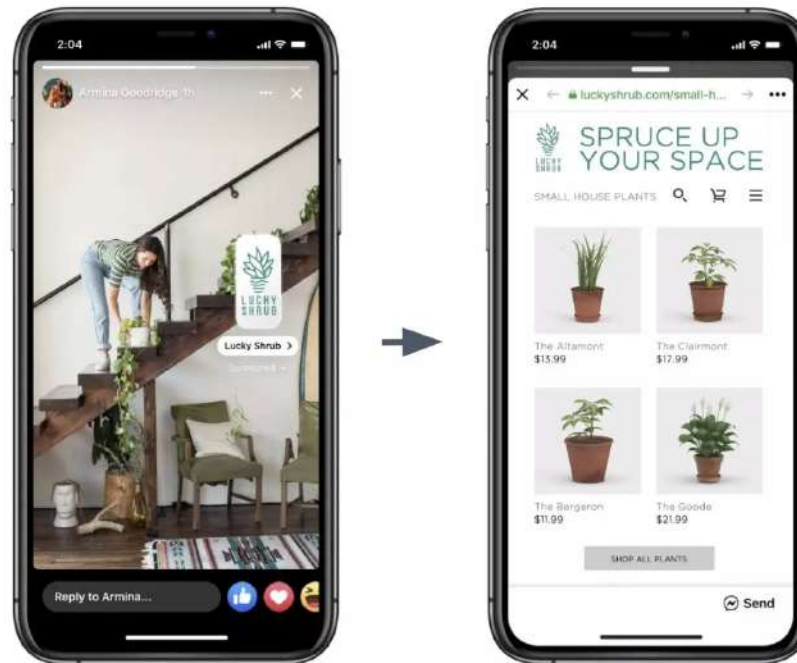 2:04
Armina Goodridge 1h
LUCKY
SHRUB
Lucky Shrub
Sponsored
Reply to Armina...
2:04
luckyshrub.com/small-h...
LUCKY
SHRUB
SPRUCE UP
YOUR SPACE
SMALL HOUSE PLANTS
The Altamont
$13.99
The Clairmont
$17.99
The Bergeron
$11.99
The Goode
$21.99
SHOP ALL PLANTS
Send